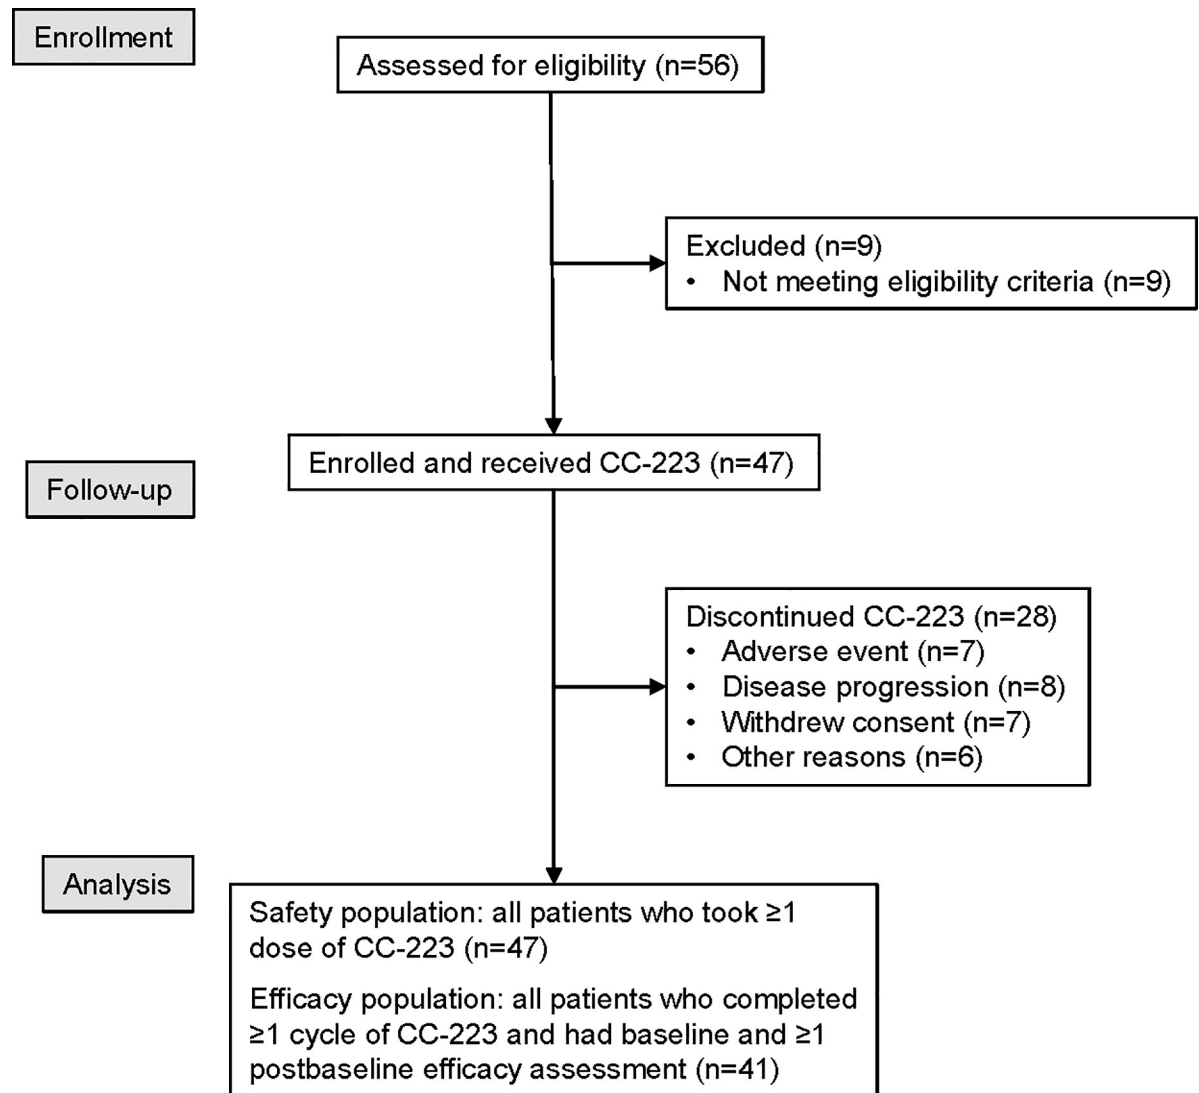 Enrollment
Assessed for eligibility (n=56)
Excluded (n=9)
• Not meeting eligibility criteria (n=9)
Enrolled and received CC-223 (n=47)
Follow-up
Discontinued CC-223 (n=28)
• Adverse event (n=7)
• Disease progression (n=8)
• Withdrew consent (n=7)
• Other reasons (n=6)
Analysis
Safety population: all patients who took ≥1
dose of CC-223 (n=47)
Efficacy population: all patients who completed
≥1 cycle of CC-223 and had baseline and ≥1
postbaseline efficacy assessment (n=41)